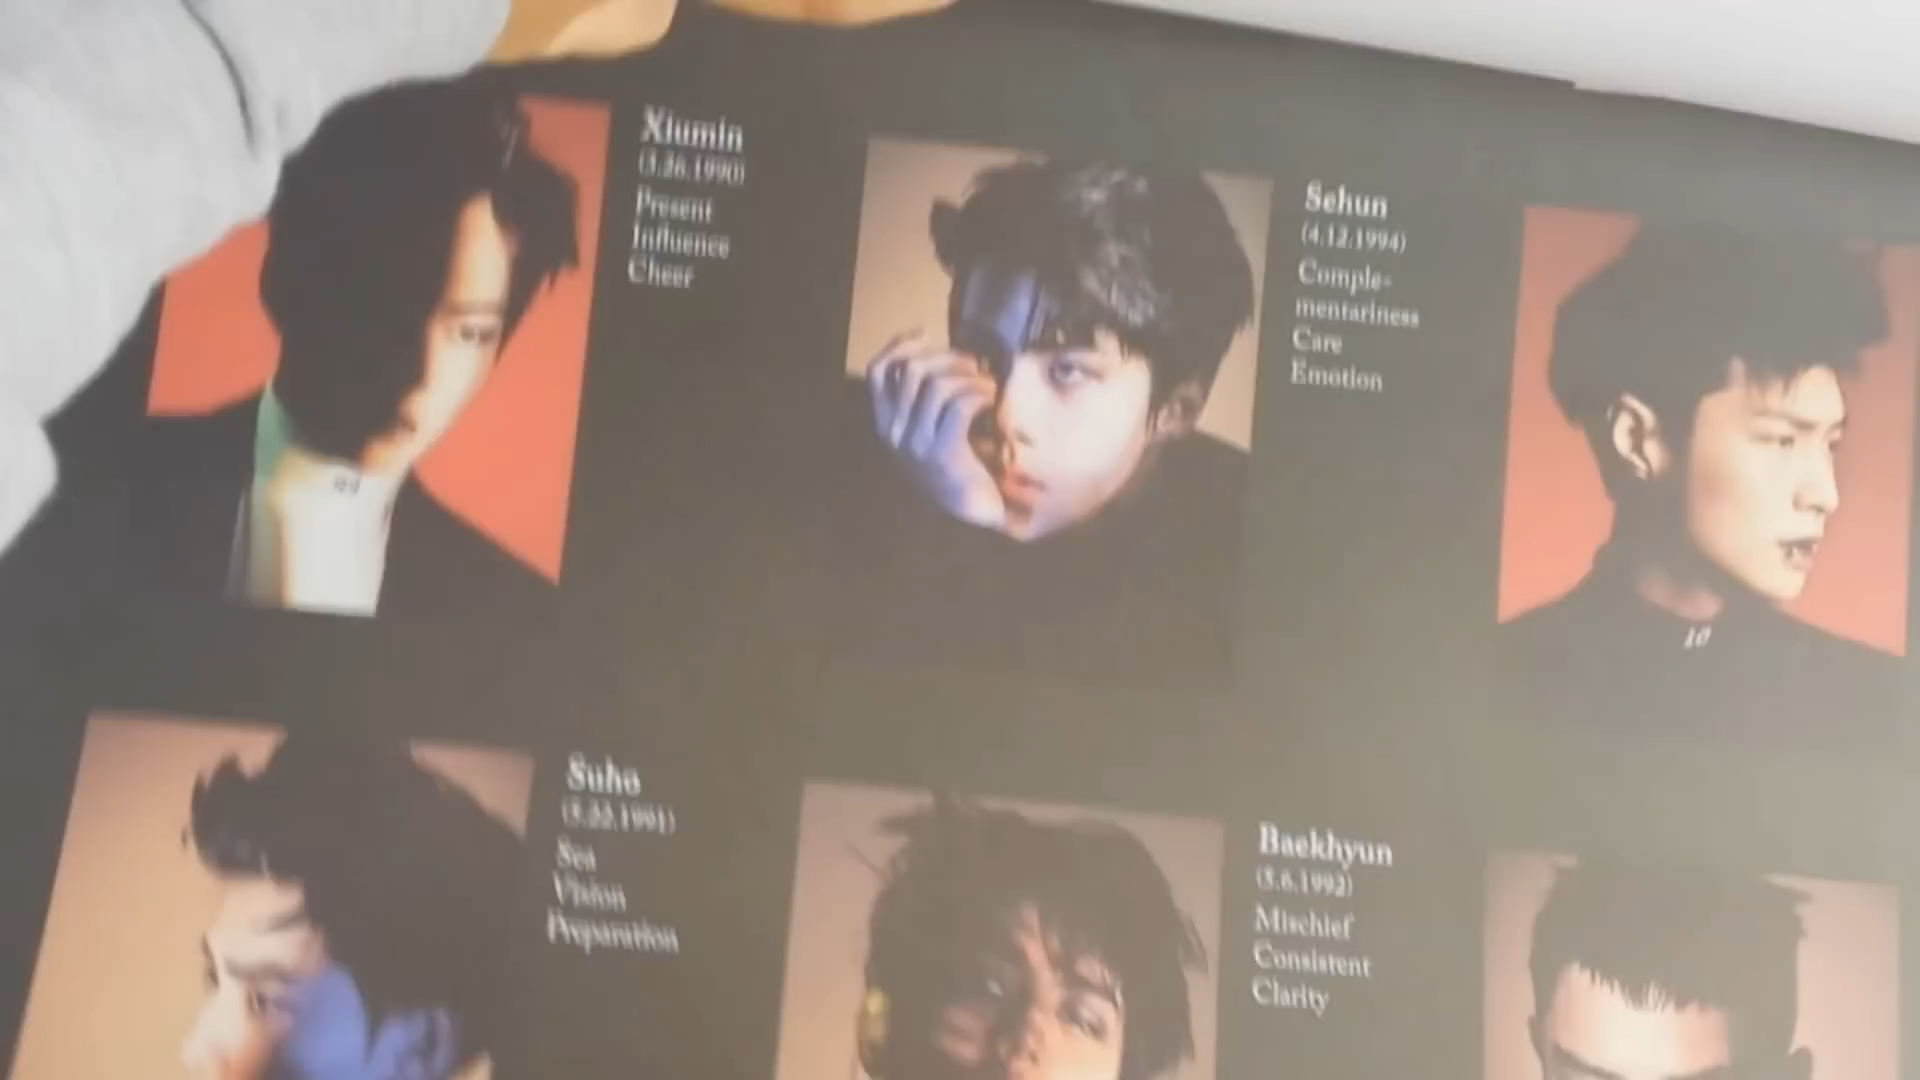 Xiumin
(3.26.1990)
Present
Influence
Cheer
Sehun
(4.12.1994)
Comple-
mentariness
Care
Emotion
10
Suho
(5.22.1991)
Sea
Vision
Preparation
Baekhyun
(5.6.1992)
Mischief
Consistent
Clarity